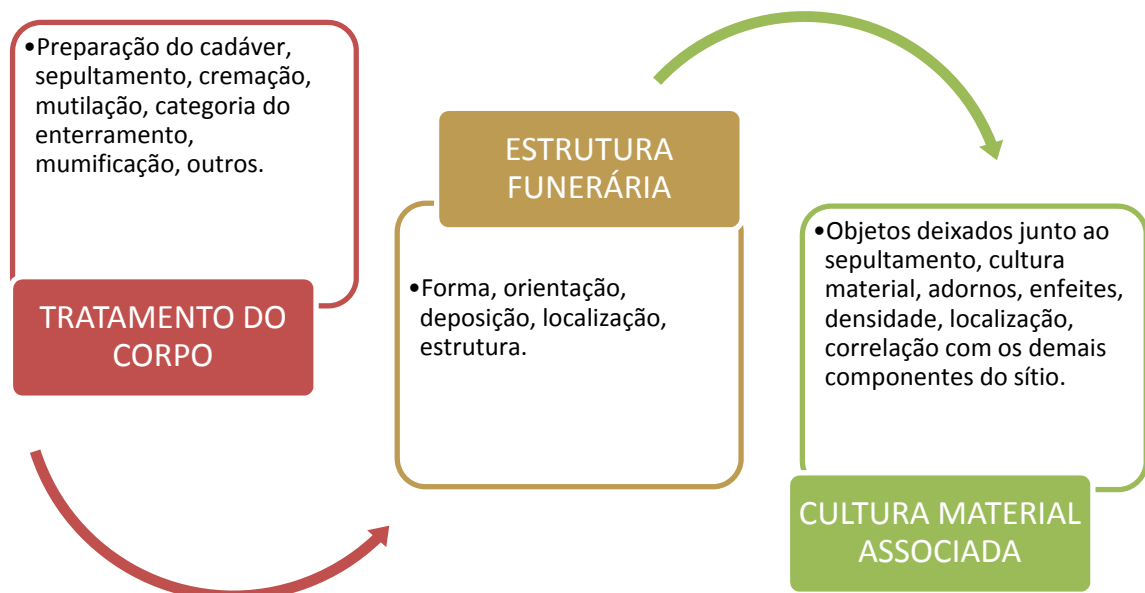 •Preparação do cadáver,
sepultamento, cremação,
mutilação, categoria do
enterramento,
mumificação, outros.
TRATAMENTO DO
CORPO
ESTRUTURA
FUNERÁRIA
•Forma, orientação,
deposição, localização,
estrutura.
•Objetos deixados junto ao
sepultamento, cultura
material, adornos, enfeites,
densidade, localização,
correlação com os demais
componentes do sítio.
CULTURA MATERIAL
ASSOCIADA